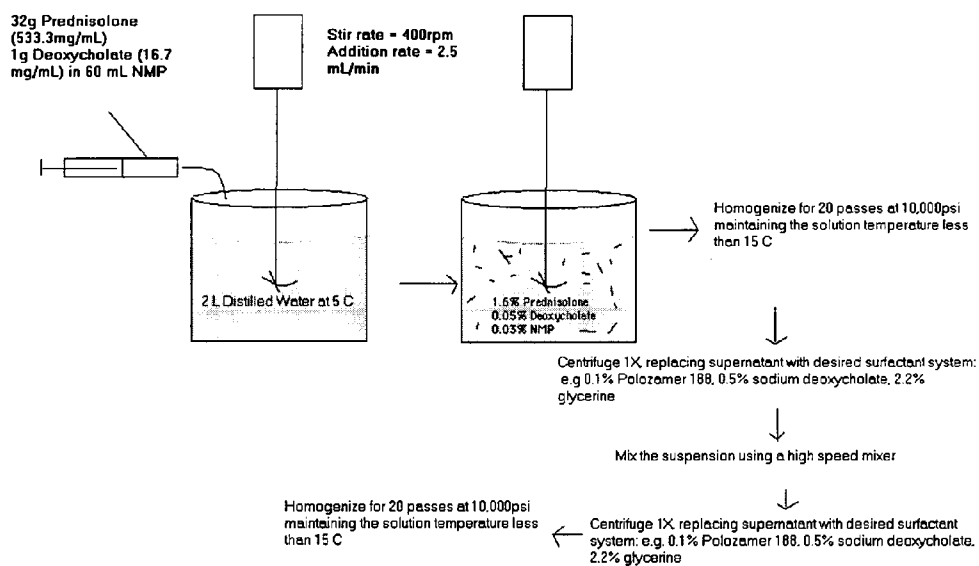 32g Prednisolone
(533.3mg/mL)
1g Deoxycholate (16.7
mg/mL) in 60 mL NMP
Stir rate = 400rpm
Addition rate = 2.5
mL/min
2 L Distilled Water at 5 C
1.6% Prednisolone
0.05% Deoxycholate
0.03% NMP
Homogenize for 20 passes at 10,000psi
maintaining the solution temperature less
than 15 C
Centrifuge 1X, replacing supernatant with desired surfactant system:
e.g 0.1% Polozamer 188, 0.5% sodium deoxycholate, 2.2%
glycerine
Mix the suspension using a high speed mixer
Centrifuge 1X, replacing supernatant with desired surfactant
system: e.g. 0.1% Polozamer 188, 0.5% sodium deoxycholate,
2.2% glycerine
Homogenize for 20 passes at 10,000psi
maintaining the solution temperature less
than 15 C